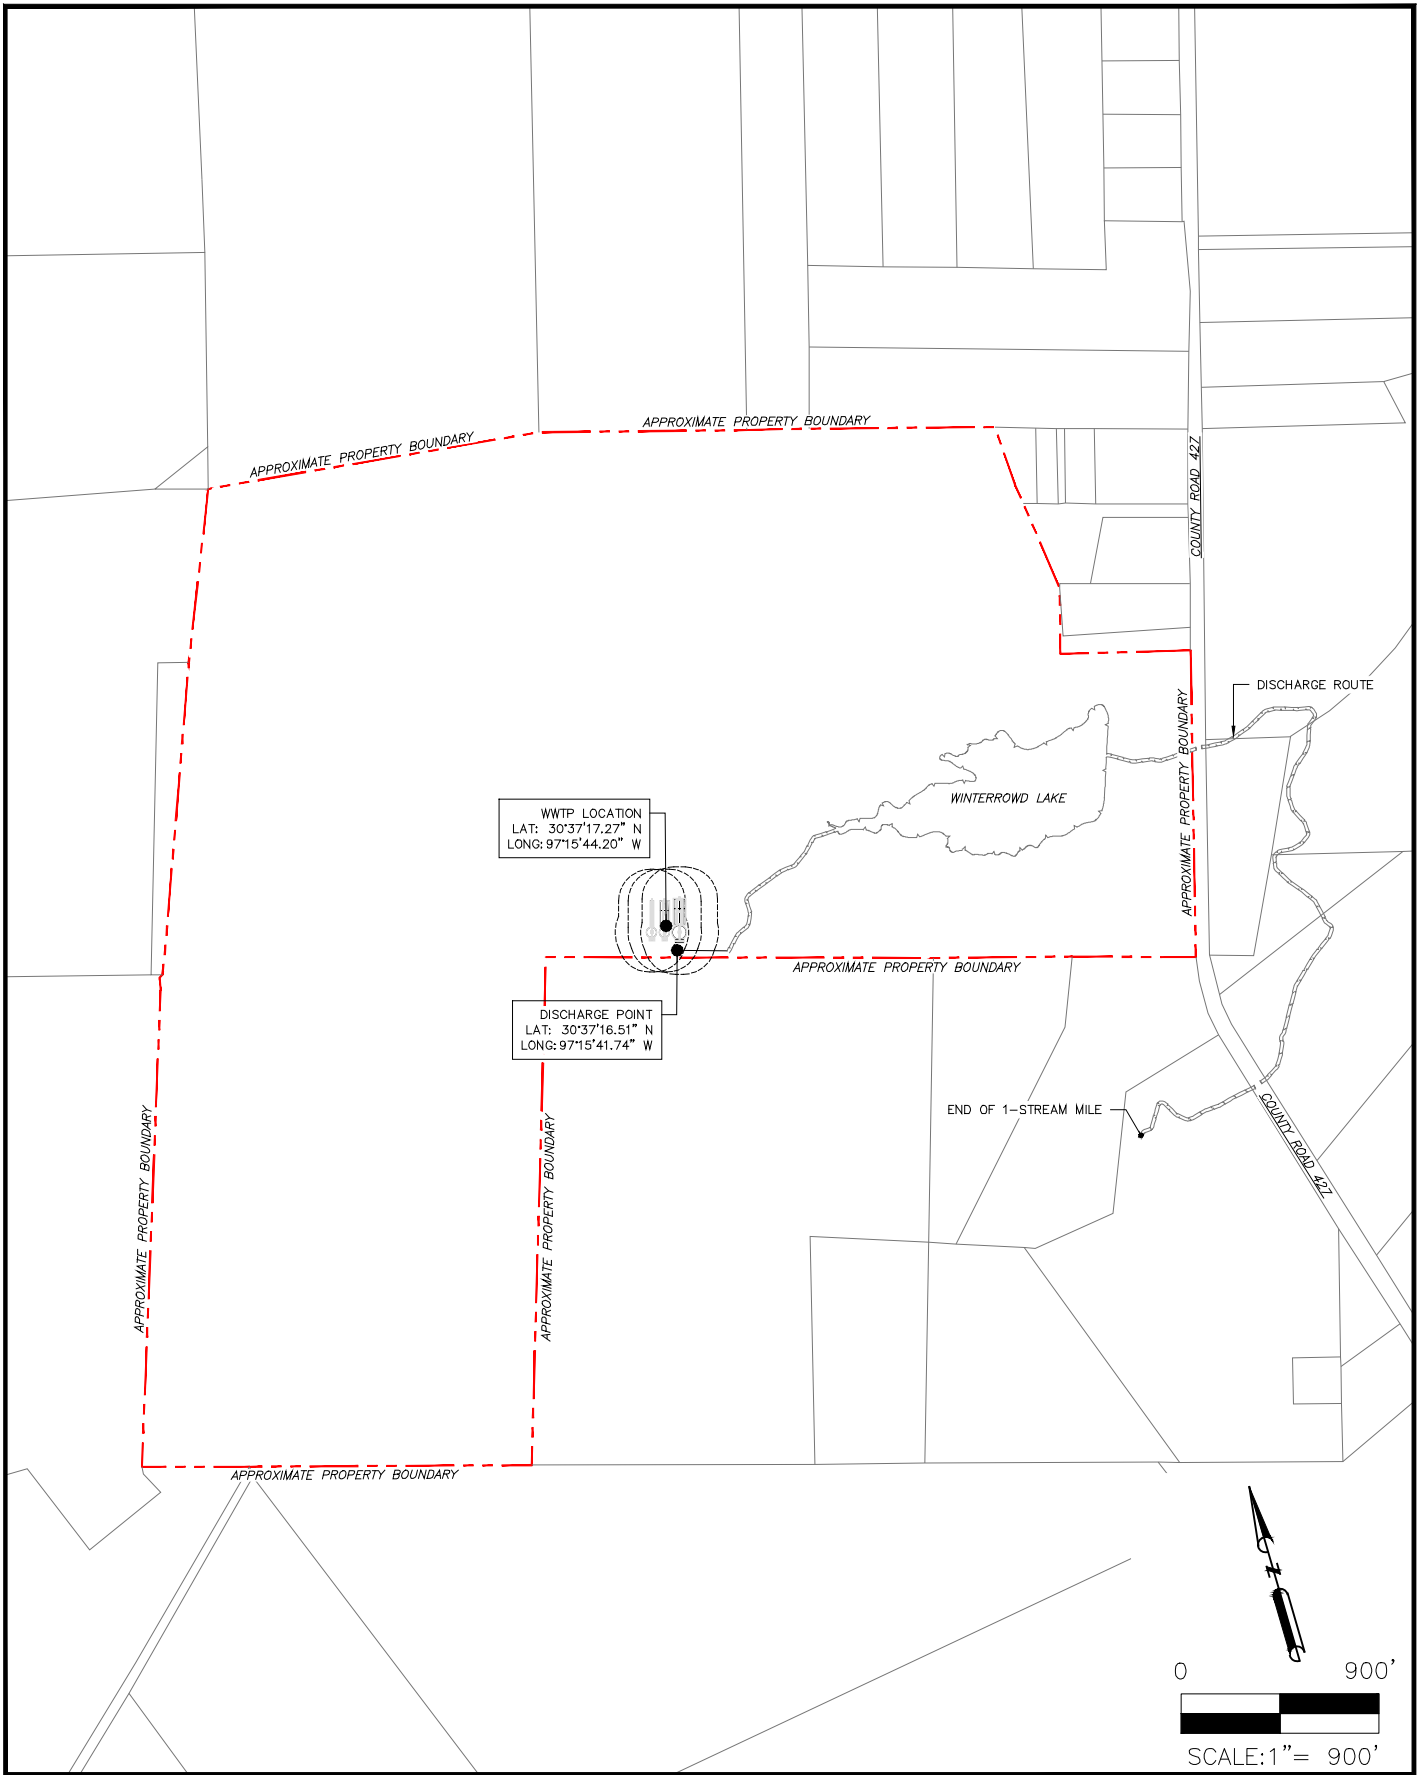 APPROXIMATE PROPERTY BOUNDARY
APPROXIMATE PROPERTY BOUNDARY
COUNTY ROAD 427
DISCHARGE ROUTE
APPROXIMATE PROPERTY BOUNDARY
WINTERROWD LAKE
WWTP LOCATION
LAT: 30°37'17.27" N
LONG: 97°15'44.20" W
APPROXIMATE PROPERTY BOUNDARY
DISCHARGE POINT
LAT: 30°37'16.51" N
LONG: 97°15'41.74" W
END OF 1-STREAM MILE
COUNTY ROAD 427
APPROXIMATE PROPERTY BOUNDARY
APPROXIMATE PROPERTY BOUNDARY
APPROXIMATE PROPERTY BOUNDARY
N
0 900'
SCALE: 1"= 900'